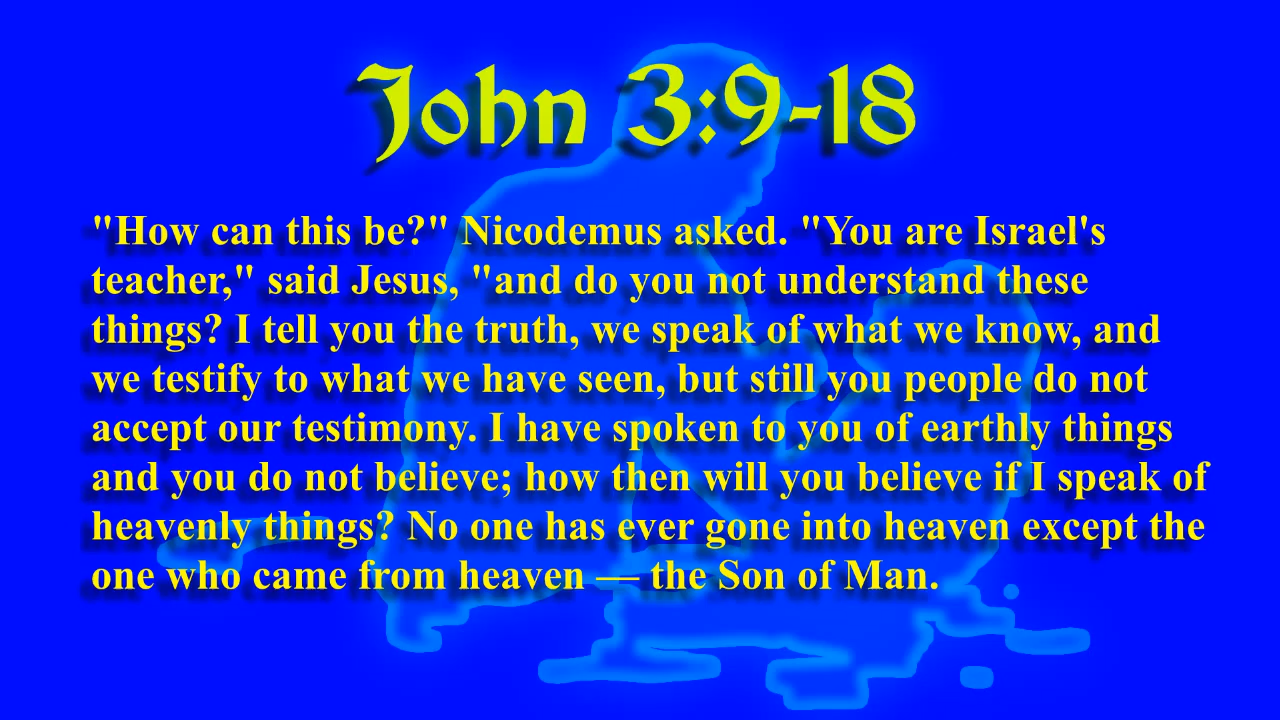 John 3:9-18
"How can this be?" Nicodemus asked. "You are Israel's
teacher," said Jesus, "and do you not understand these
things? I tell you the truth, we speak of what we know, and
we testify to what we have seen, but still you people do not
accept our testimony. I have spoken to you of earthly things
and you do not believe; how then will you believe if I speak of
heavenly things? No one has ever gone into heaven except the
one who came from heaven — the Son of Man.